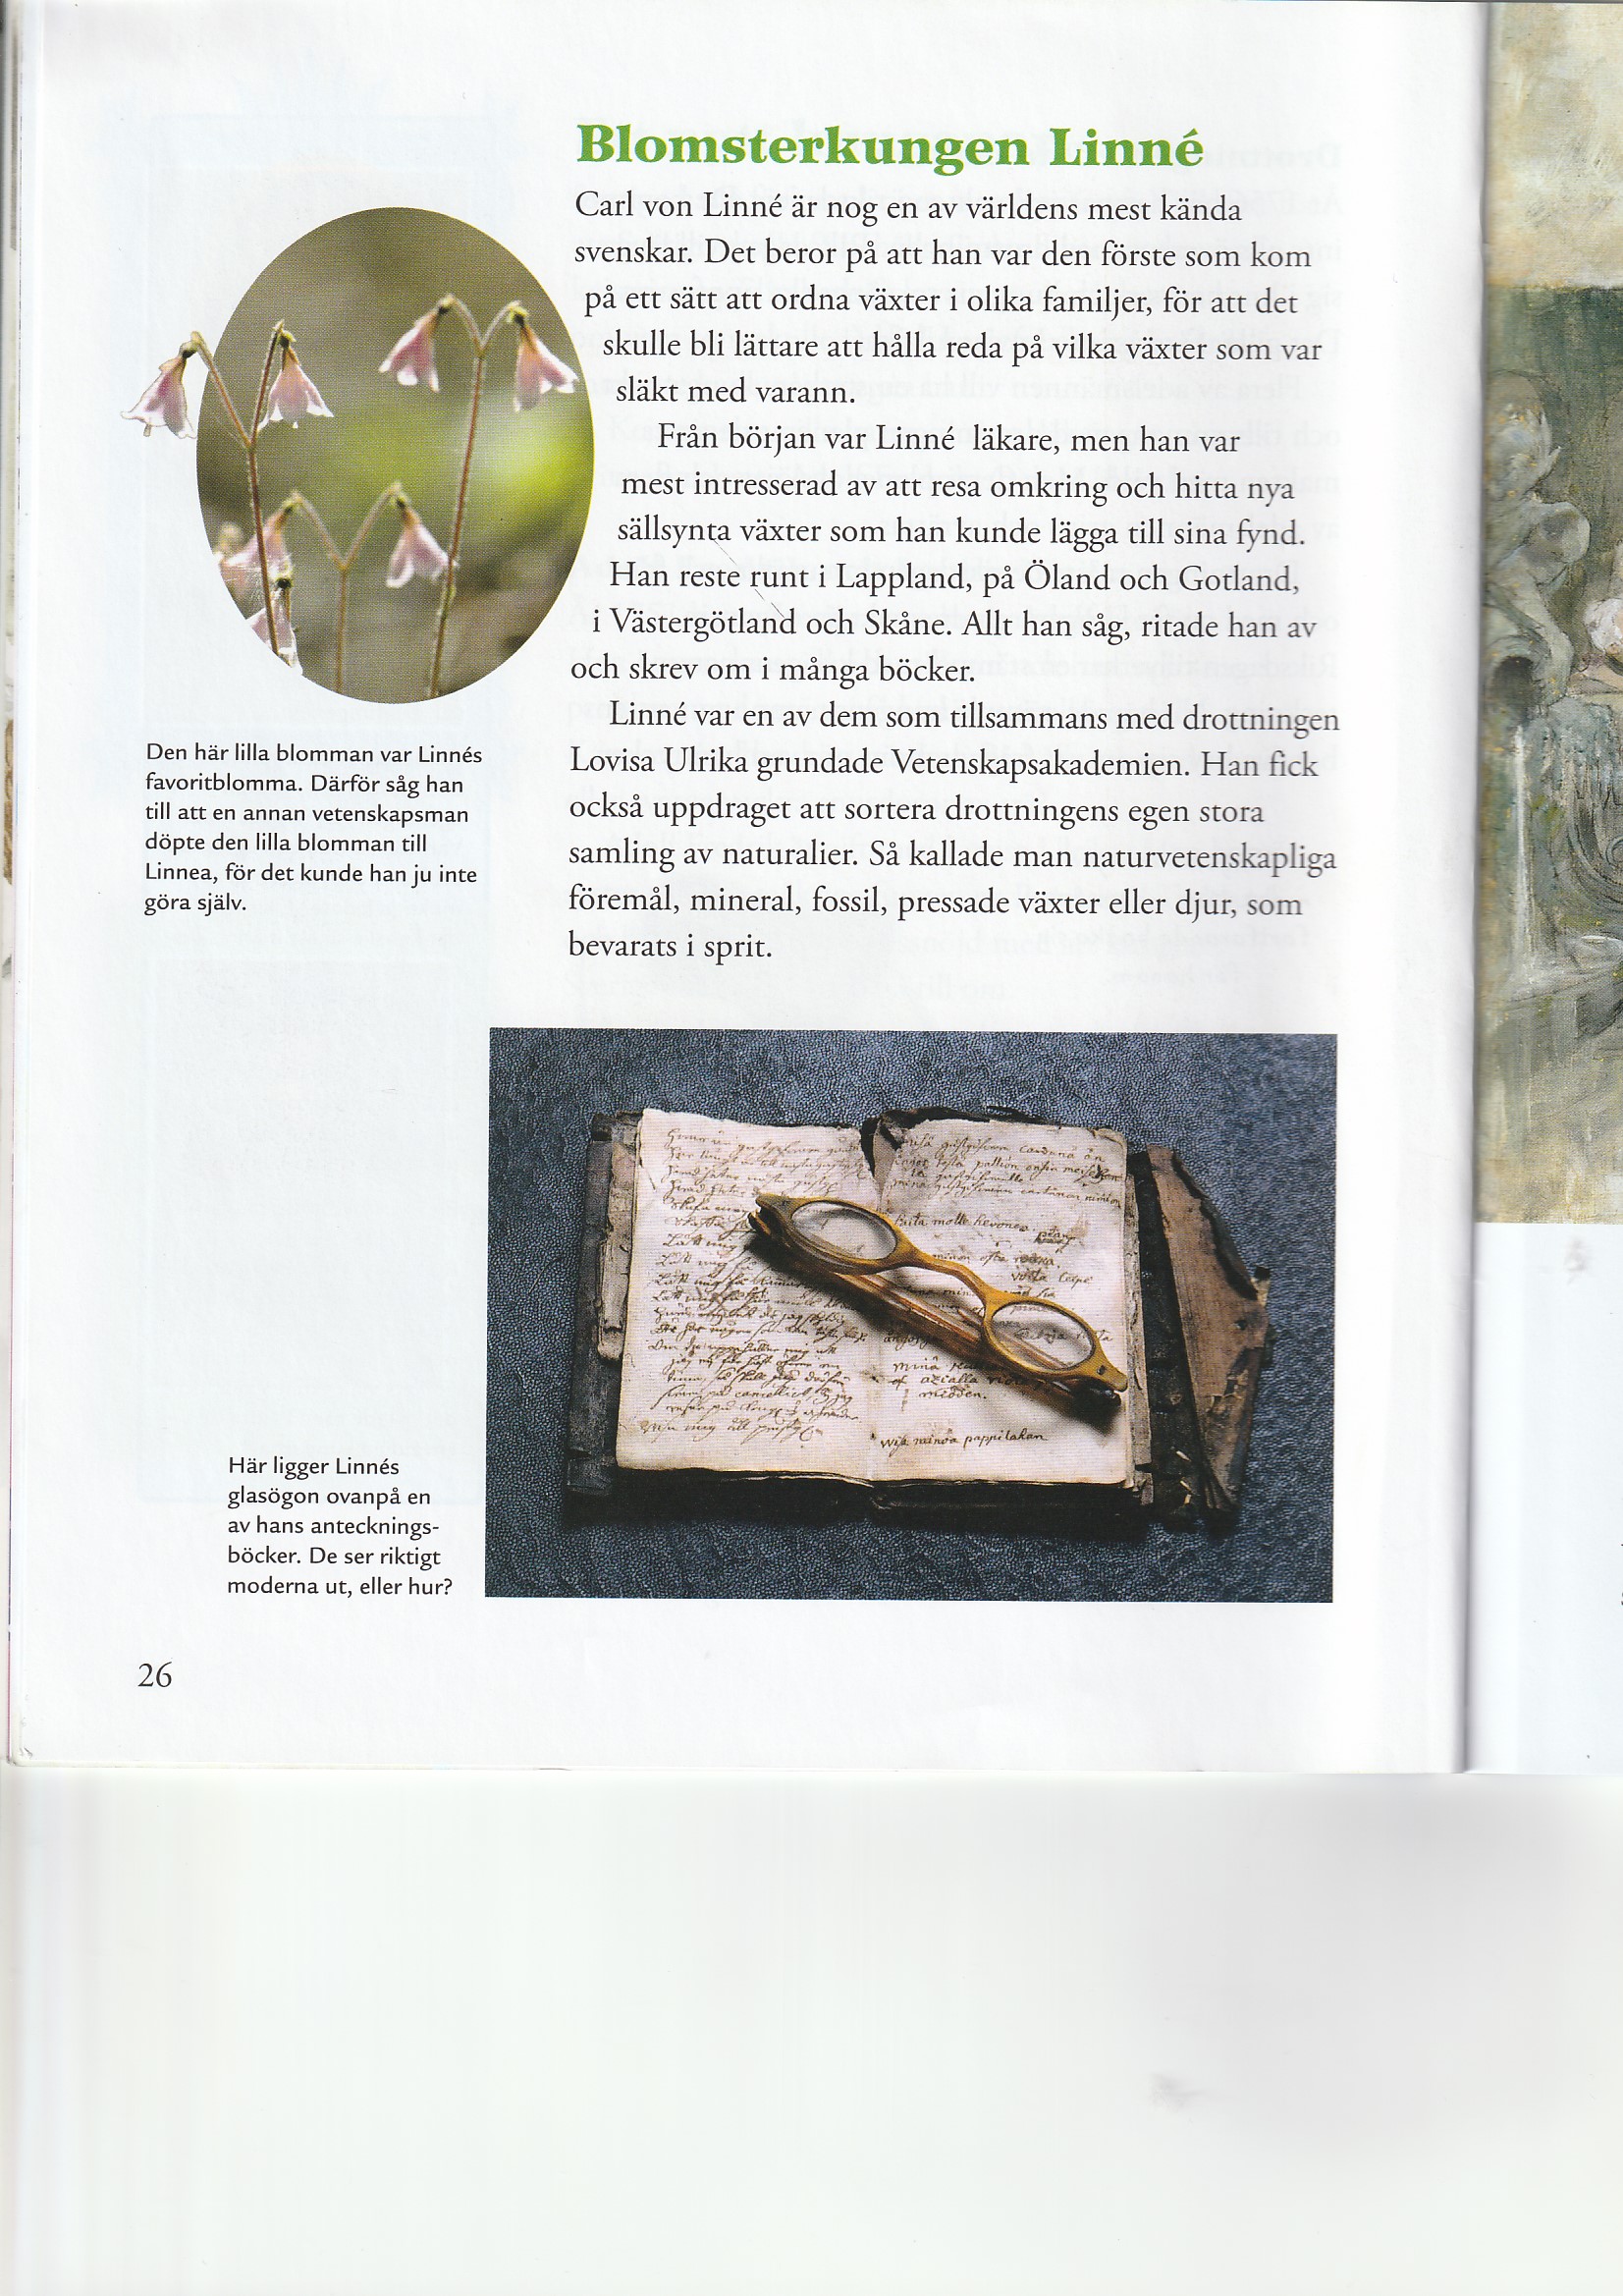 Blomsterkungen Linné
Carl von Linné är nog en av världens mest kända
svenskar. Det beror på att han var den förste som kom
på ett sätt att ordna växter i olika familjer, för att det
skulle bli lättare att hålla reda på vilka växter som var
släkt med varann.
Från början var Linné läkare, men han var
mest intresserad av att resa omkring och hitta nya
sällsynta växter som han kunde lägga till sina fynd.
Han reste runt i Lappland, på Öland och Gotland,
i Västergötland och Skåne. Allt han såg, ritade han av
och skrev om i många böcker.
Linné var en av dem som tillsammans med drottningen
Lovisa Ulrika grundade Vetenskapsakademien. Han fick
också uppdraget att sortera drottningens egen stora
samling av naturalier. Så kallade man naturvetenskapliga
föremål, mineral, fossil, pressade växter eller djur, som
bevarats i sprit.
Den här lilla blomman var Linnés
favoritblomma. Därför såg han
till att en annan vetenskapsman
döpte den lilla blomman till
Linnea, för det kunde han ju inte
göra själv.
Här ligger Linnés
glasögon ovanpå en
av hans antecknings-
böcker. De ser riktigt
moderna ut, eller hur?
26